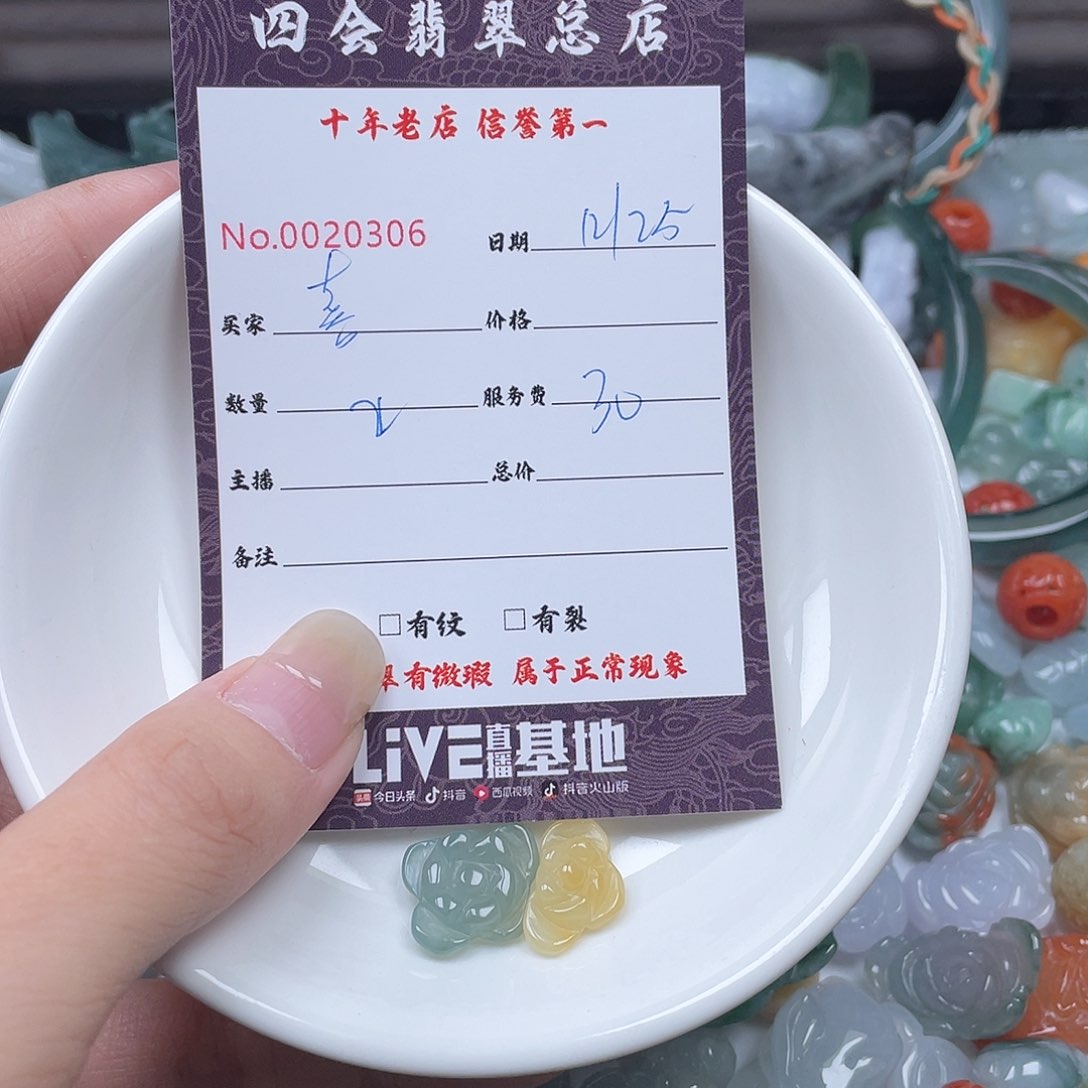 四会翡翠总店
十年老店 信誉第一
No.0020306 日期 12/25
买家 喜 价格
数量 2 服务费 30
主播 总价
备注
□有纹 □有裂
翠有微瑕 属于正常现象
LiVE直播基地
头条 今日头条 抖音 西瓜视频 抖音火山版